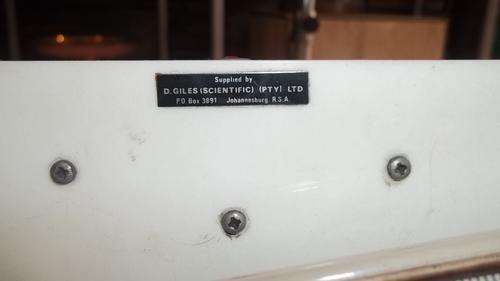 Supplied by
D. GILES (SCIENTIFIC) (PTY) LTD
P.O Box 3891 Johannesburg, R.S.A.